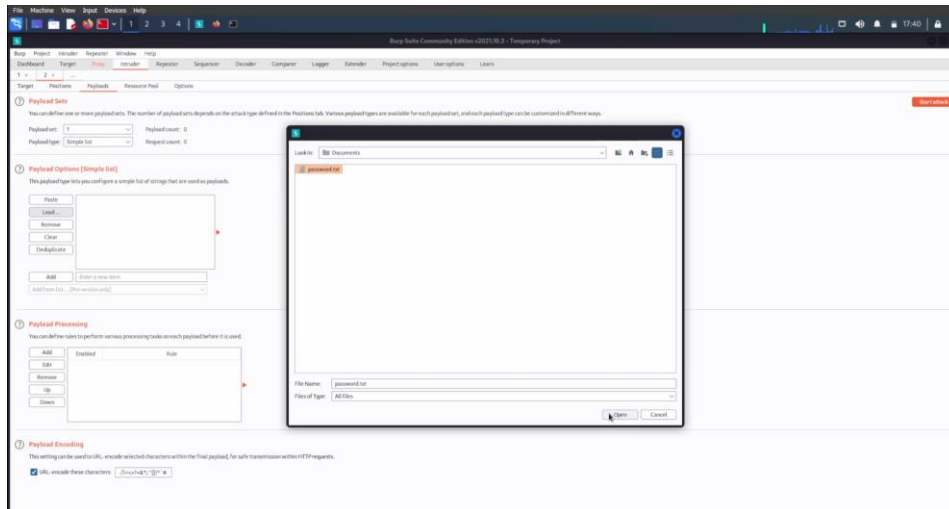 File Machine View Input Devices Help
1 2 3 4
17:40
Burp Suite Community Edition v2021.10.3 - Temporary Project
Burp Project Intruder Repeater Window Help
Dashboard Target Proxy Intruder Repeater Sequencer Decoder Comparer Logger Extender Project options User options Learn
1 × 2 × ...
Target Positions Payloads Resource Pool Options
Payload Sets
Start attack
You can define one or more payload sets. The number of payload sets depends on the attack type defined in the Positions tab. Various payload types are available for each payload set, and each payload type can be customized in different ways.
Payload set: 1 Payload count: 0
Payload type: Simple list Request count: 0
Payload Options [Simple list]
This payload type lets you configure a simple list of strings that are used as payloads.
Paste
Load ...
Remove
Clear
Deduplicate
Add Enter a new item
Add from list ... [Pro version only]
Payload Processing
You can define rules to perform various processing tasks on each payload before it is used.
Add Enabled Rule
Edit
Remove
Up
Down
Payload Encoding
This setting can be used to URL-encode selected characters within the final payload, for safe transmission within HTTP requests.
URL-encode these characters:
Look In: Documents
password.txt
File Name: password.txt
Files of Type: All Files
Open Cancel